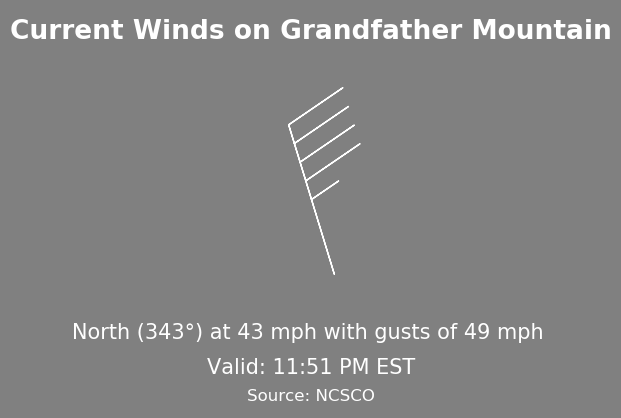 Current Winds on Grandfather Mountain
North (343°) at 43 mph with gusts of 49 mph
Valid: 11:51 PM EST
Source: NCSCO